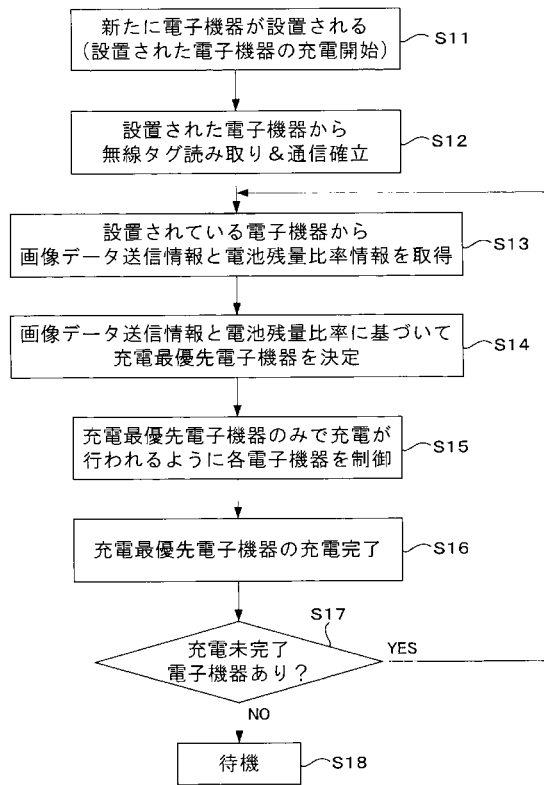 新たに電子機器が設置される
(設置された電子機器の充電開始)
S11
設置された電子機器から
無線タグ読み取り&通信確立
S12
設置されている電子機器から
画像データ送信情報と電池残量比率情報を取得
S13
画像データ送信情報と電池残量比率に基づいて
充電最優先電子機器を決定
S14
充電最優先電子機器のみで充電が
行われるように各電子機器を制御
S15
充電最優先電子機器の充電完了
S16
S17
充電未完了
電子機器あり?
YES
NO
待機
S18